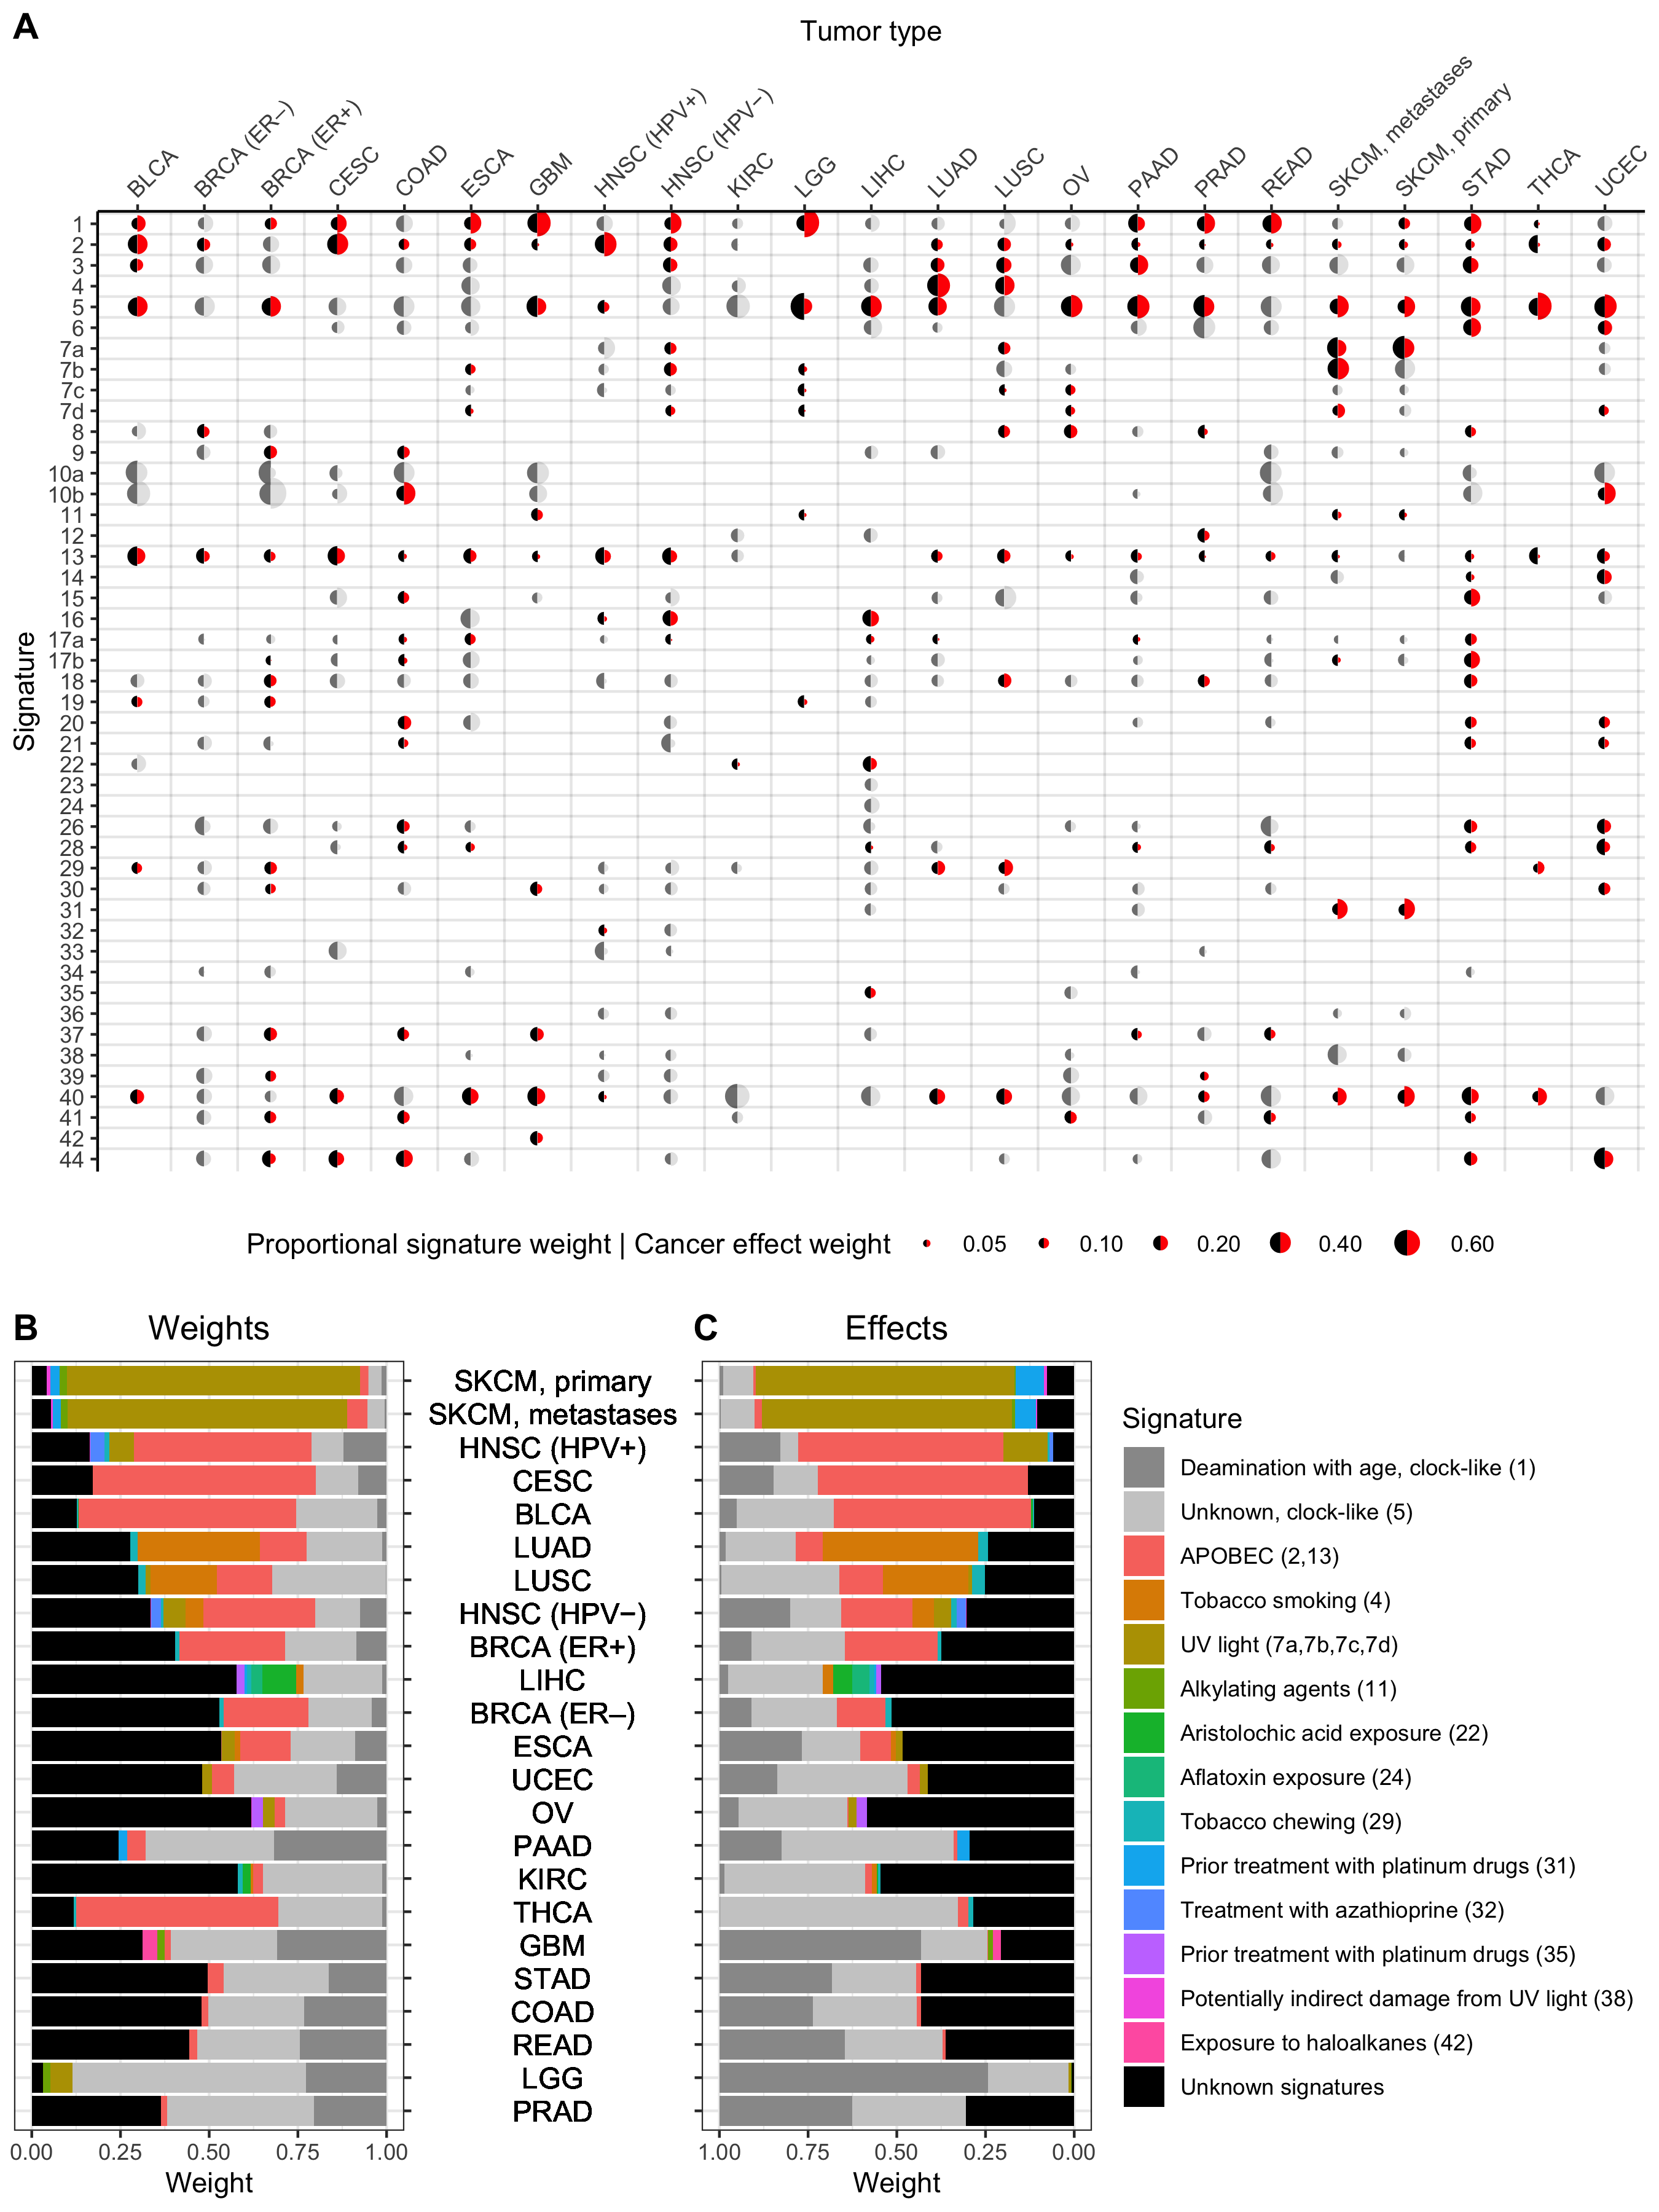 A
Tumor type
BLCA
BRCA (ER−)
BRCA (ER+)
CESC
COAD
ESCA
GBM
HNSC (HPV+)
HNSC (HPV−)
KIRC
LGG
LIHC
LUAD
LUSC
OV
PAAD
PRAD
READ
SKCM, metastases
SKCM, primary
STAD
THCA
UCEC
Signature
1
2
3
4
5
6
7a
7b
7c
7d
8
9
10a
10b
11
12
13
14
15
16
17a
17b
18
19
20
21
22
23
24
26
28
29
30
31
32
33
34
35
36
37
38
39
40
41
42
44
Proportional signature weight | Cancer effect weight 0.05 0.10 0.20 0.40 0.60
B Weights
C Effects
SKCM, primary
SKCM, metastases
HNSC (HPV+)
CESC
BLCA
LUAD
LUSC
HNSC (HPV−)
BRCA (ER+)
LIHC
BRCA (ER–)
ESCA
UCEC
OV
PAAD
KIRC
THCA
GBM
STAD
COAD
READ
LGG
PRAD
0.00 0.25 0.50 0.75 1.00
Weight
1.00 0.75 0.50 0.25 0.00
Weight
Signature
Deamination with age, clock-like (1)
Unknown, clock-like (5)
APOBEC (2,13)
Tobacco smoking (4)
UV light (7a,7b,7c,7d)
Alkylating agents (11)
Aristolochic acid exposure (22)
Aflatoxin exposure (24)
Tobacco chewing (29)
Prior treatment with platinum drugs (31)
Treatment with azathioprine (32)
Prior treatment with platinum drugs (35)
Potentially indirect damage from UV light (38)
Exposure to haloalkanes (42)
Unknown signatures